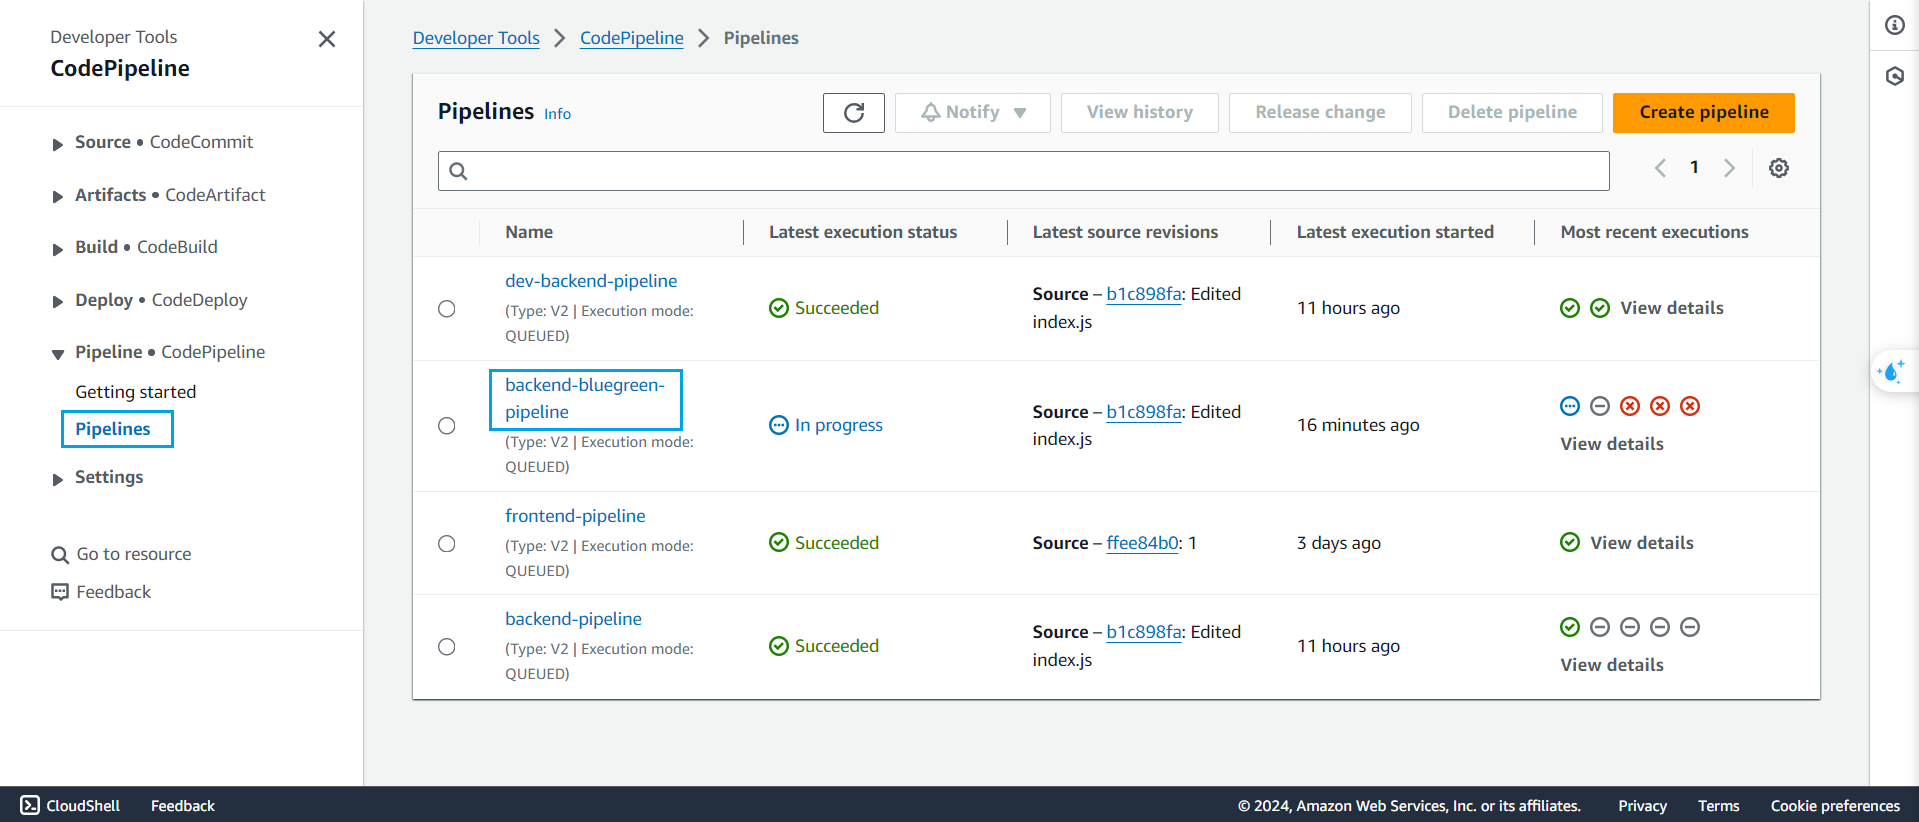 Developer Tools
CodePipeline
Source • CodeCommit
Artifacts • CodeArtifact
Build • CodeBuild
Deploy • CodeDeploy
Pipeline • CodePipeline
Getting started
Pipelines
Settings
Go to resource
Feedback
Developer Tools > CodePipeline > Pipelines
Pipelines Info
Notify
View history
Release change
Delete pipeline
Create pipeline
1
Name
Latest execution status
Latest source revisions
Latest execution started
Most recent executions
dev-backend-pipeline
(Type: V2 | Execution mode:
QUEUED)
Succeeded
Source – b1c898fa: Edited
index.js
11 hours ago
View details
backend-bluegreen-
pipeline
(Type: V2 | Execution mode:
QUEUED)
In progress
Source – b1c898fa: Edited
index.js
16 minutes ago
View details
frontend-pipeline
(Type: V2 | Execution mode:
QUEUED)
Succeeded
Source – ffee84b0: 1
3 days ago
View details
backend-pipeline
(Type: V2 | Execution mode:
QUEUED)
Succeeded
Source – b1c898fa: Edited
index.js
11 hours ago
View details
CloudShell
Feedback
© 2024, Amazon Web Services, Inc. or its affiliates.
Privacy
Terms
Cookie preferences